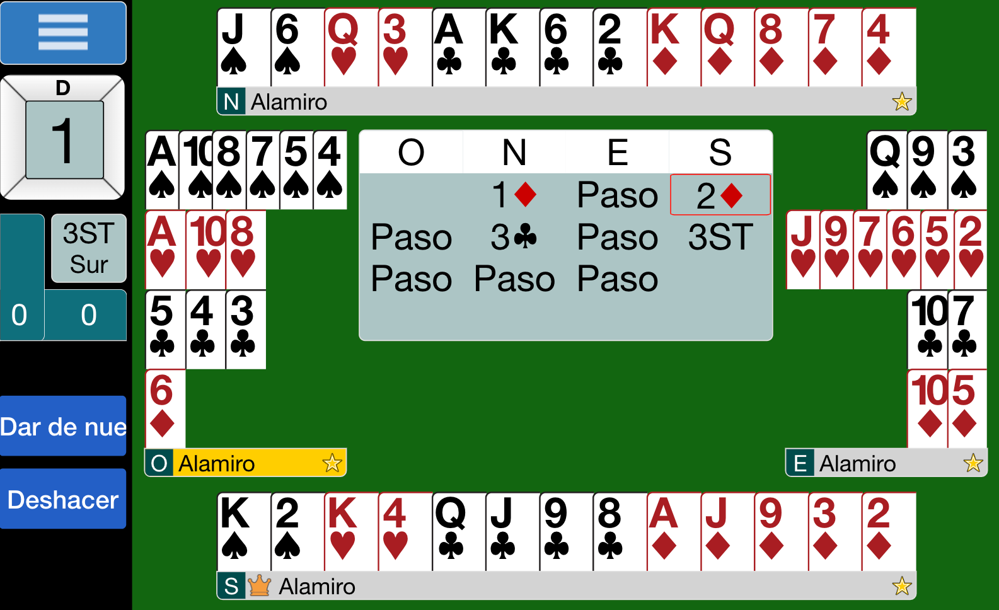 J 6 Q 3 A K 6 2 K Q 8 7 4
N Alamiro
D
1
3ST
Sur
0 0
Dar de nue
Deshacer
A 10 8 7 5 4
A 10 8
5 4 3
6
O Alamiro
O N E S
1♦ Paso 2♦
Paso 3♣ Paso 3ST
Paso Paso Paso
Q 9 3
J 9 7 6 5 2
10 7
10 5
E Alamiro
K 2 K 4 Q J 9 8 A J 9 3 2
S Alamiro